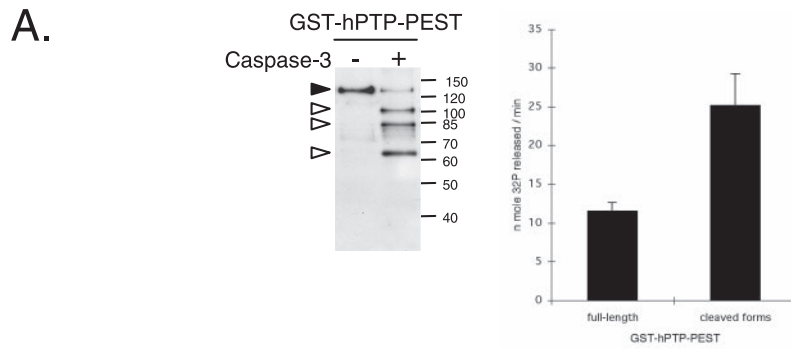 A.
GST-hPTP-PEST
Caspase-3 - +
150
120
100
85
70
60
50
40
n mole 32P released / min
35
30
25
20
15
10
5
0
full-length cleaved forms
GST-hPTP-PEST